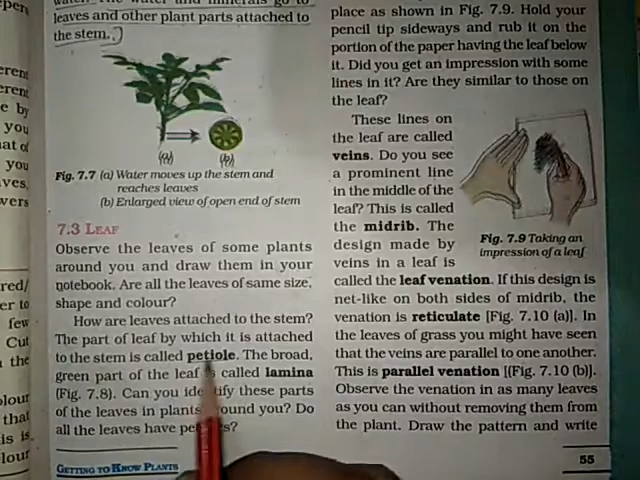 leaves and other plant parts attached to
the stem.
(a) (b)
Fig. 7.7 (a) Water moves up the stem and
reaches leaves
(b) Enlarged view of open end of stem
7.3 LEAF
Observe the leaves of some plants
around you and draw them in your
notebook. Are all the leaves of same size,
shape and colour?
How are leaves attached to the stem?
The part of leaf by which it is attached
to the stem is called petiole. The broad,
green part of the leaf is called lamina
(Fig. 7.8). Can you identify these parts
of the leaves in plants around you? Do
all the leaves have petioles?
GETTING TO KNOW PLANTS
place as shown in Fig. 7.9. Hold your
pencil tip sideways and rub it on the
portion of the paper having the leaf below
it. Did you get an impression with some
lines in it? Are they similar to those on
the leaf?
These lines on
the leaf are called
veins. Do you see
a prominent line
in the middle of the
leaf? This is called
the midrib. The
design made by
veins in a leaf is
called the leaf venation. If this design is
net-like on both sides of midrib, the
venation is reticulate [Fig. 7.10 (a)]. In
the leaves of grass you might have seen
that the veins are parallel to one another.
This is parallel venation [(Fig. 7.10 (b)].
Observe the venation in as many leaves
as you can without removing them from
the plant. Draw the pattern and write
Fig. 7.9 Taking an
impression of a leaf
55